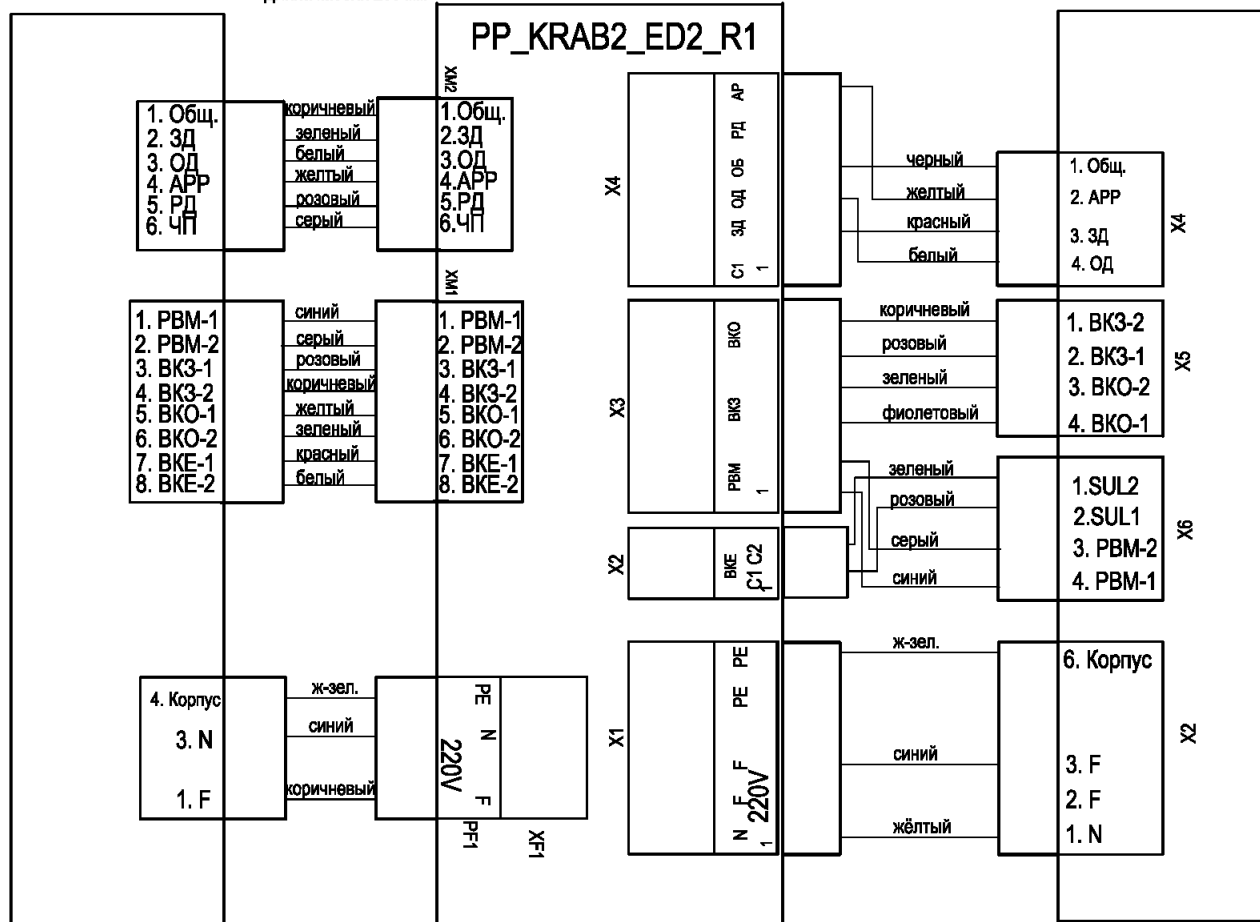 PP_KRAB2_ED2_R1
XM2
1. Общ.
2. ЗД
3. ОД
4. АРР
5. РД
6. ЧП
коричневый
зеленый
белый
желтый
розовый
серый
1.Общ.
2.ЗД
3.ОД
4.АРР
5.РД
6.ЧП
XM1
1. РВМ-1
2. РВМ-2
3. ВКЗ-1
4. ВКЗ-2
5. ВКО-1
6. ВКО-2
7. ВКЕ-1
8. ВКЕ-2
синий
серый
розовый
коричневый
желтый
зеленый
красный
белый
1. РВМ-1
2. РВМ-2
3. ВКЗ-1
4. ВКЗ-2
5. ВКО-1
6. ВКО-2
7. ВКЕ-1
8. ВКЕ-2
4. Корпус
3. N
1. F
ж-зел.
синий
коричневый
PE
N
F
220V
PF1
XF1
X4
АР
РД
ОБ
ОД
ЗД
С1
1
черный
желтый
красный
белый
1. Общ.
2. АРР
3. ЗД
4. ОД
X4
X3
ВКО
ВКЗ
РВМ
1
коричневый
розовый
зеленый
фиолетовый
1. ВКЗ-2
2. ВКЗ-1
3. ВКО-2
4. ВКО-1
X5
X2
ВКЕ
С1 С2
1
зеленый
розовый
серый
синий
1.SUL2
2.SUL1
3. РВМ-2
4. РВМ-1
X6
X1
PE
PE
F
F
N
220V
1
ж-зел.
синий
жёлтый
6. Корпус
3. F
2. F
1. N
X2